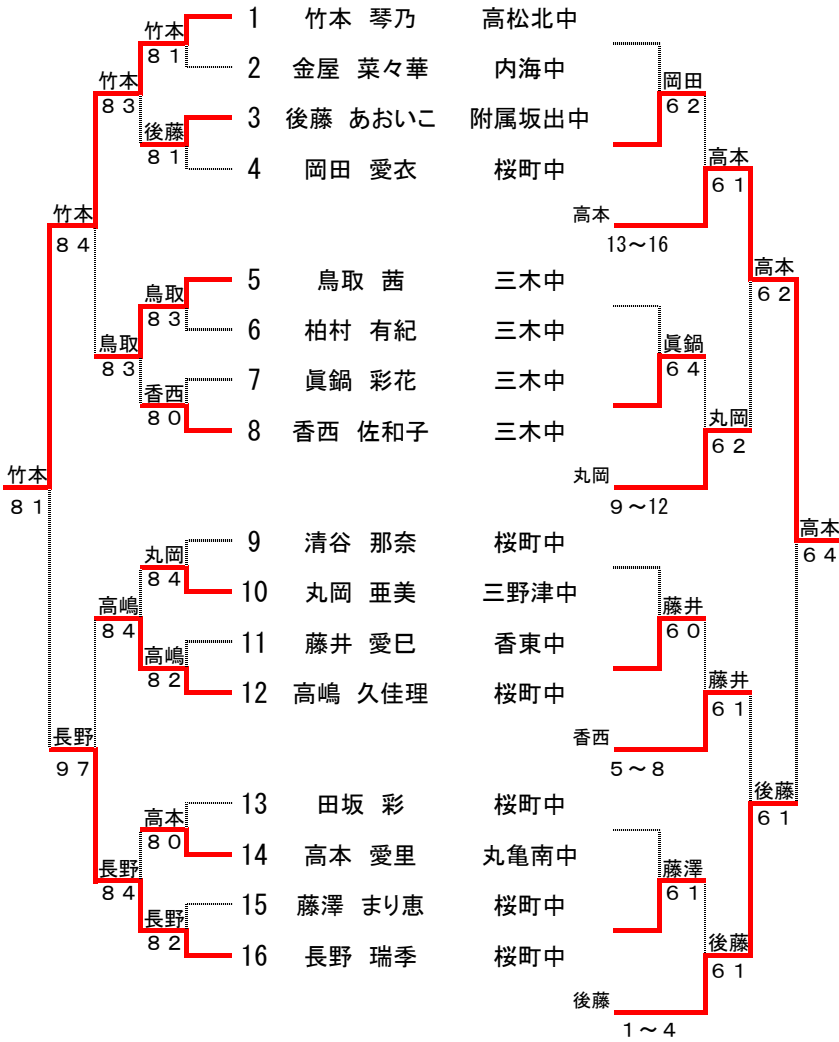 竹本 1 竹本 琴乃 高松北中
８１
2 金屋 菜々華 内海中
竹本 岡田
８３ ６２
3 後藤 あおいこ 附属坂出中
後藤
８１ 高本
4 岡田 愛衣 桜町中
６１
竹本 高本
８４ 13～16
高本
5 鳥取 茜 三木中
鳥取 ６２
８３
6 柏村 有紀 三木中
鳥取 眞鍋
８３ ６４
7 眞鍋 彩花 三木中
香西
８０ 丸岡
8 香西 佐和子 三木中
６２
竹本 丸岡
８１ 9～12
高本
9 清谷 那奈 桜町中
丸岡 ６４
８４
10 丸岡 亜美 三野津中
高嶋 藤井
８４ ６０
11 藤井 愛巳 香東中
高嶋
８２ 藤井
12 高嶋 久佳理 桜町中
６１
長野 香西
９７ 5～8
後藤
13 田坂 彩 桜町中
高本 ６１
８０
14 高本 愛里 丸亀南中
長野 藤澤
８４ ６１
15 藤澤 まり恵 桜町中
長野
８２ 後藤
16 長野 瑞季 桜町中
６１
後藤
1～4